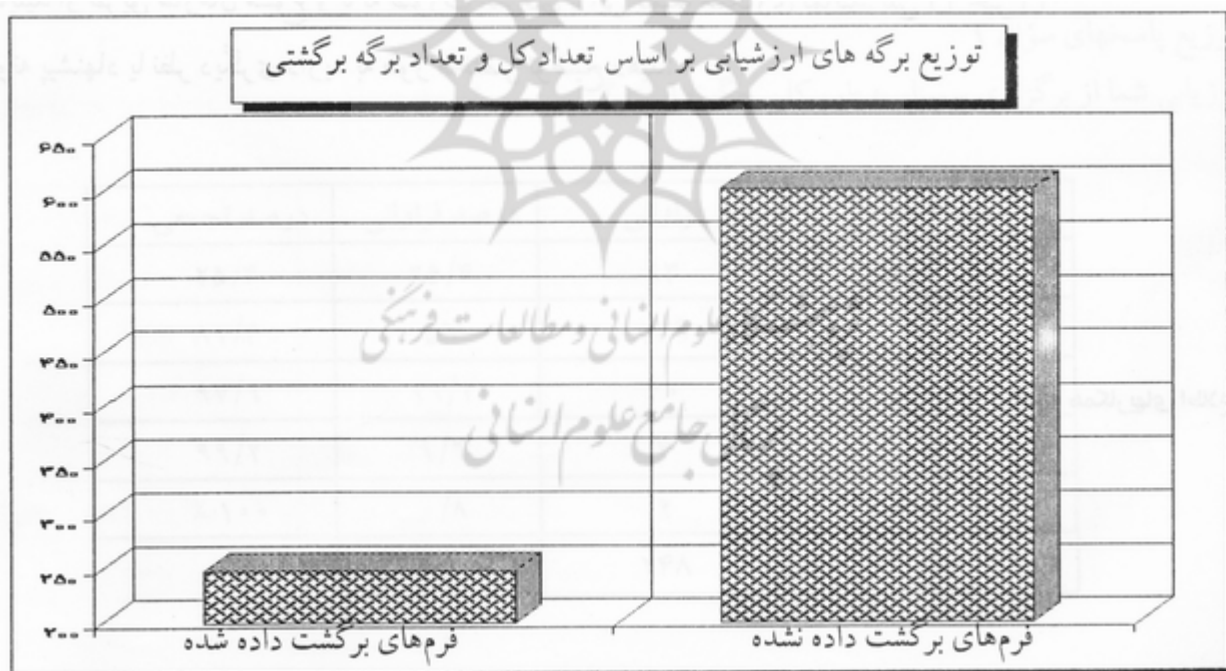 توزیع برگه های ارزشیابی بر اساس تعداد کل و تعداد برگه برگشتی
۶۵۰
۶۰۰
۵۵۰
۵۰۰
۴۵۰
۴۰۰
۳۵۰
۳۰۰
۲۵۰
۲۰۰
علوم انسانی و مطالعات فرهنگی
جامع علوم انسانی
فرم‌های برگشت داده شده
فرم‌های برگشت داده نشده